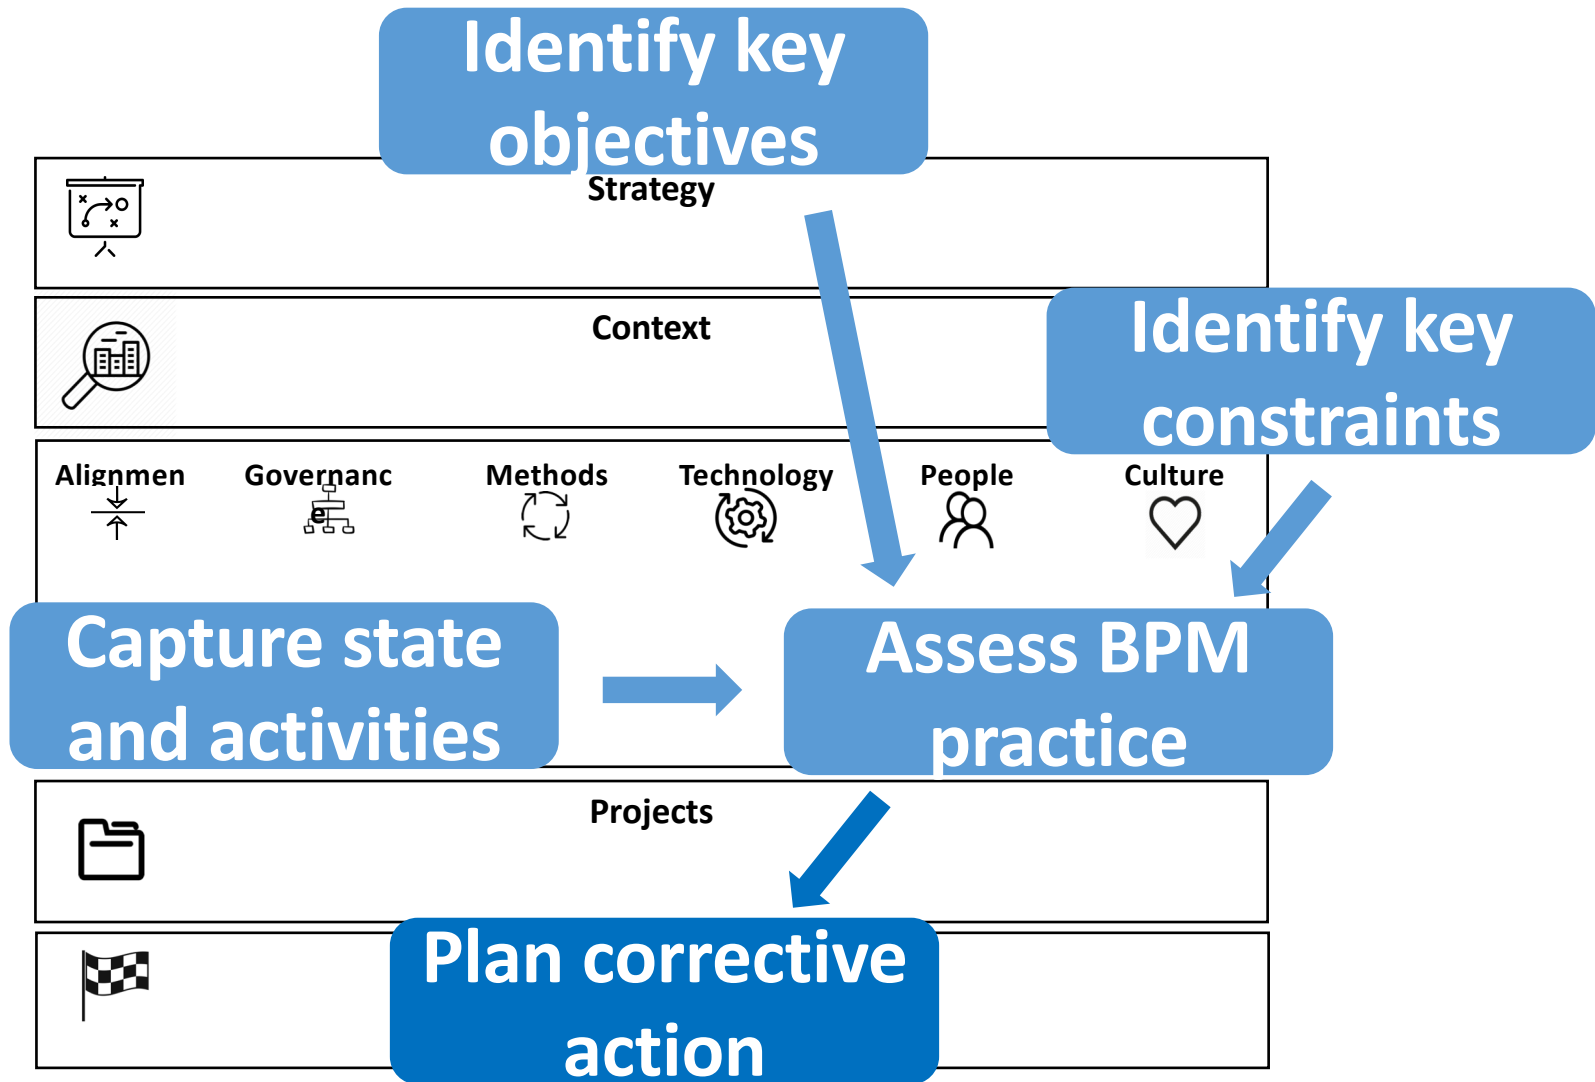 Identify key
objectives
Strategy
Context
Identify key
constraints
Alignmen
Governanc
e
Methods
Technology
People
Culture
Capture state
and activities
Assess BPM
practice
Projects
Plan corrective
action